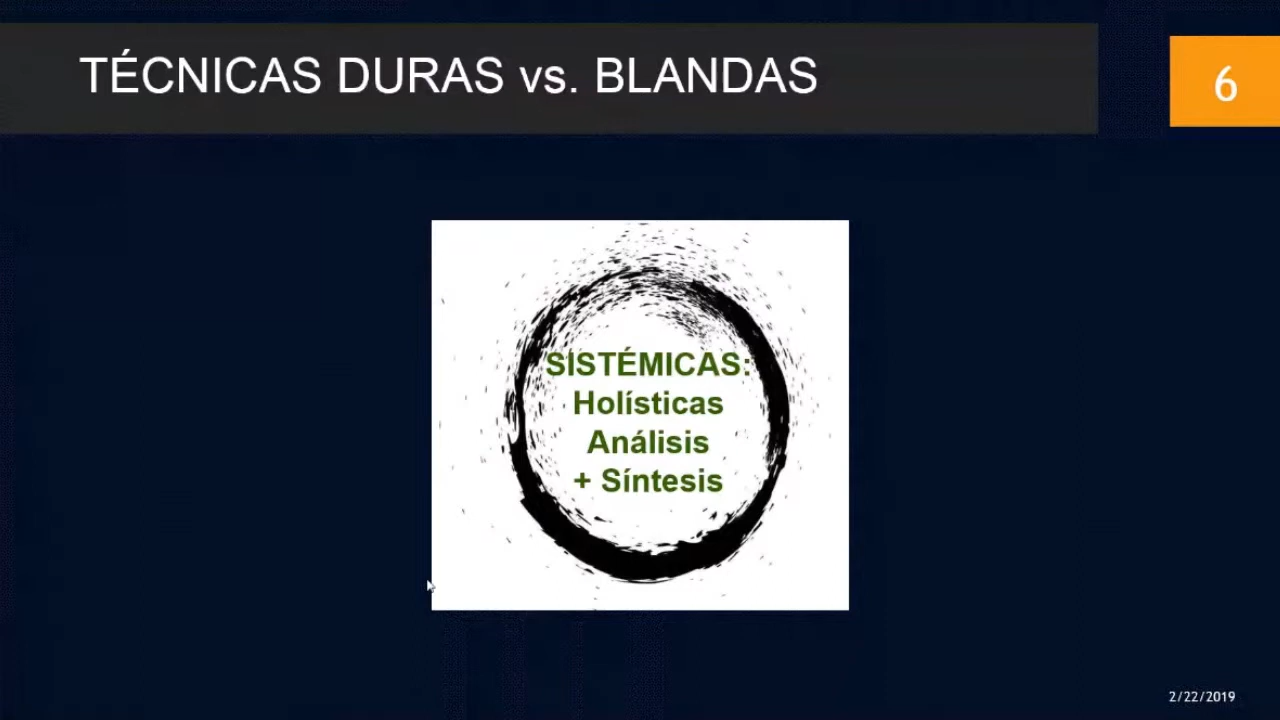 TÉCNICAS DURAS vs. BLANDAS
6
SISTÉMICAS:
Holísticas
Análisis
+ Síntesis
2/22/2019